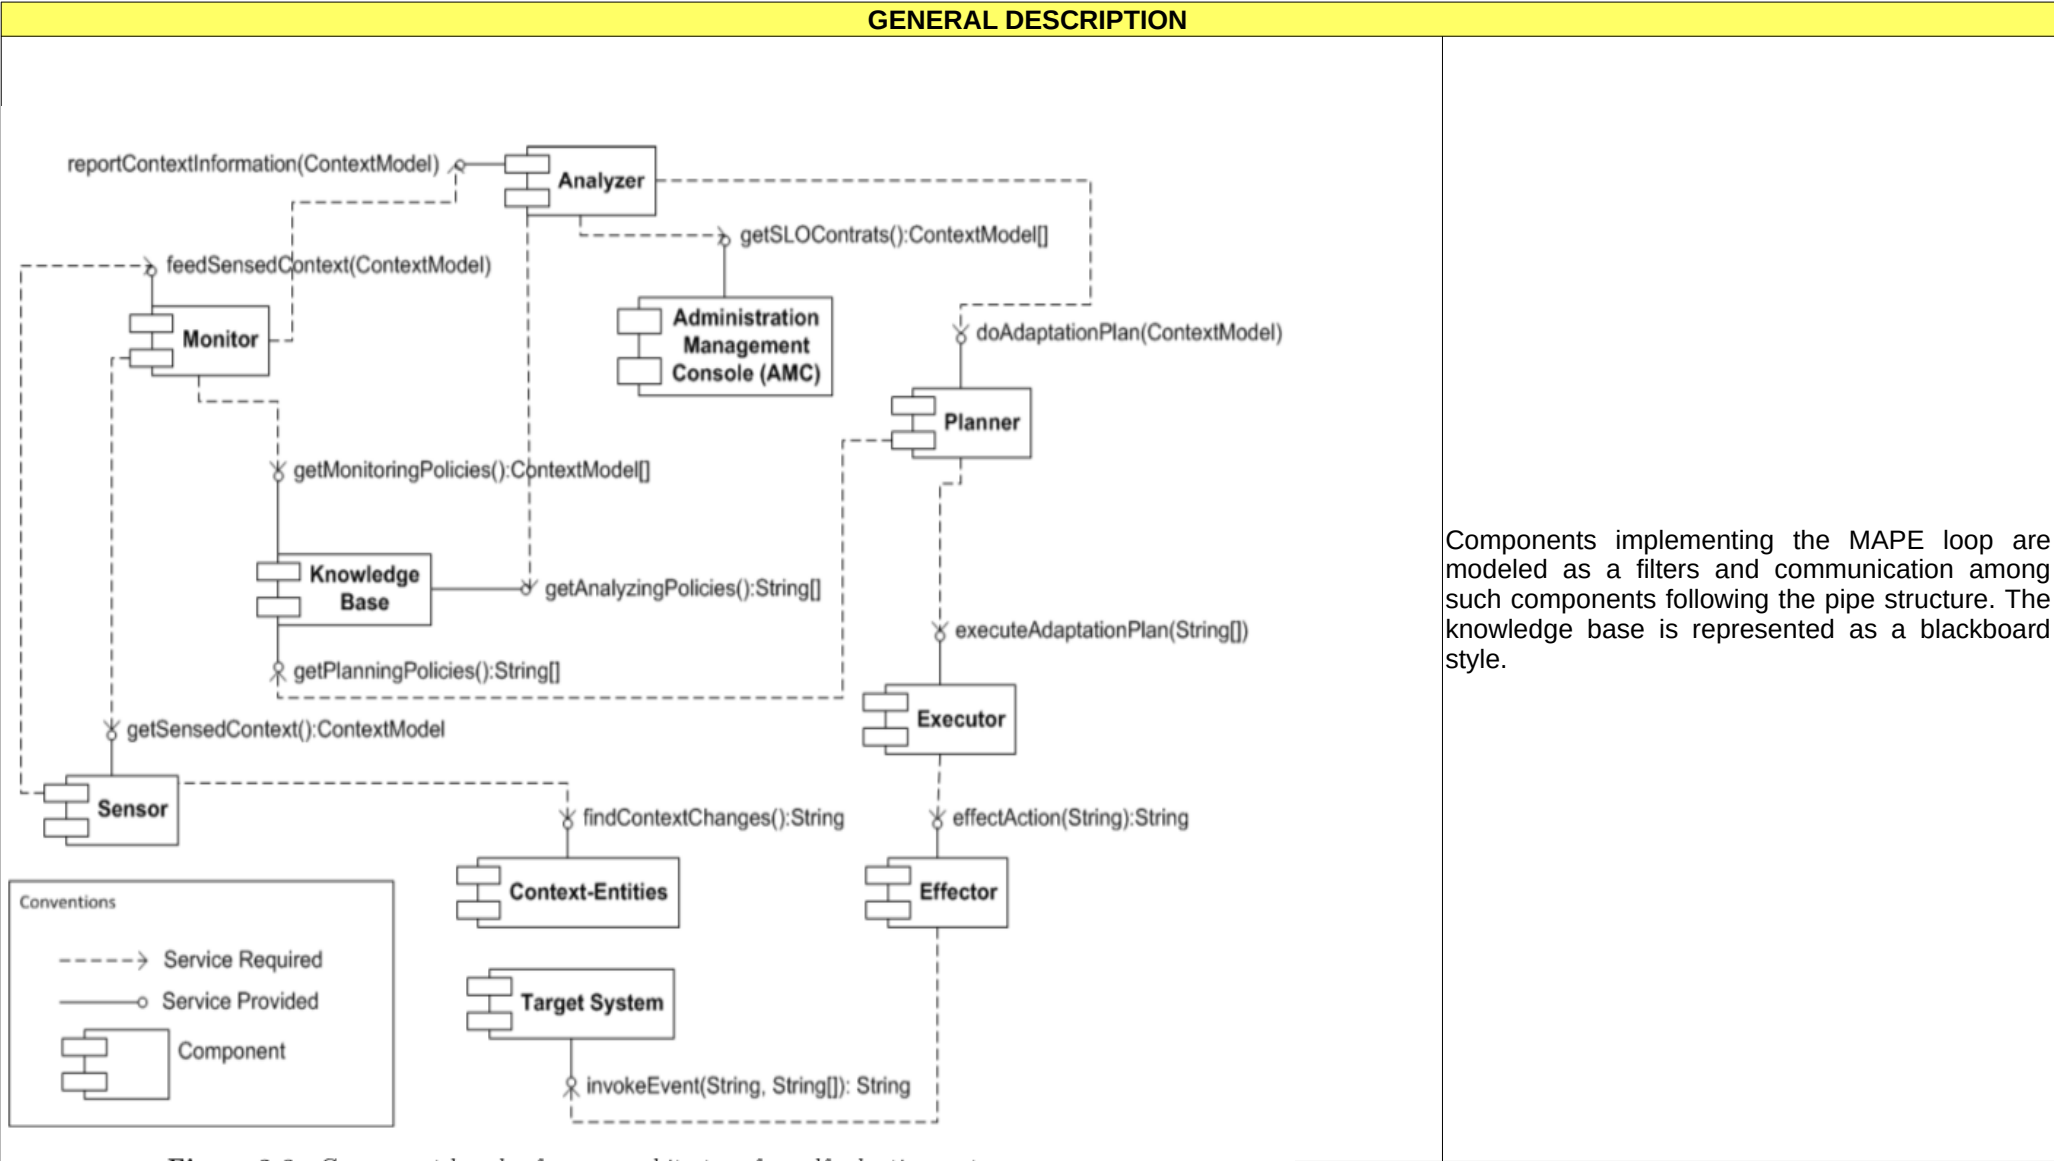 GENERAL DESCRIPTION
reportContextInformation(ContextModel)
Analyzer
getSLOContrats():ContextModel[]
feedSensedContext(ContextModel)
Monitor
Administration
Management
Console (AMC)
doAdaptationPlan(ContextModel)
Planner
getMonitoringPolicies():ContextModel[]
Knowledge
Base
getAnalyzingPolicies():String[]
executeAdaptationPlan(String[])
getPlanningPolicies():String[]
Executor
getSensedContext():ContextModel
Sensor
findContextChanges():String
effectAction(String):String
Context-Entities
Effector
Conventions
Service Required
Service Provided
Component
Target System
invokeEvent(String, String[]): String
Components implementing the MAPE loop are
modeled as a filters and communication among
such components following the pipe structure. The
knowledge base is represented as a blackboard
style.